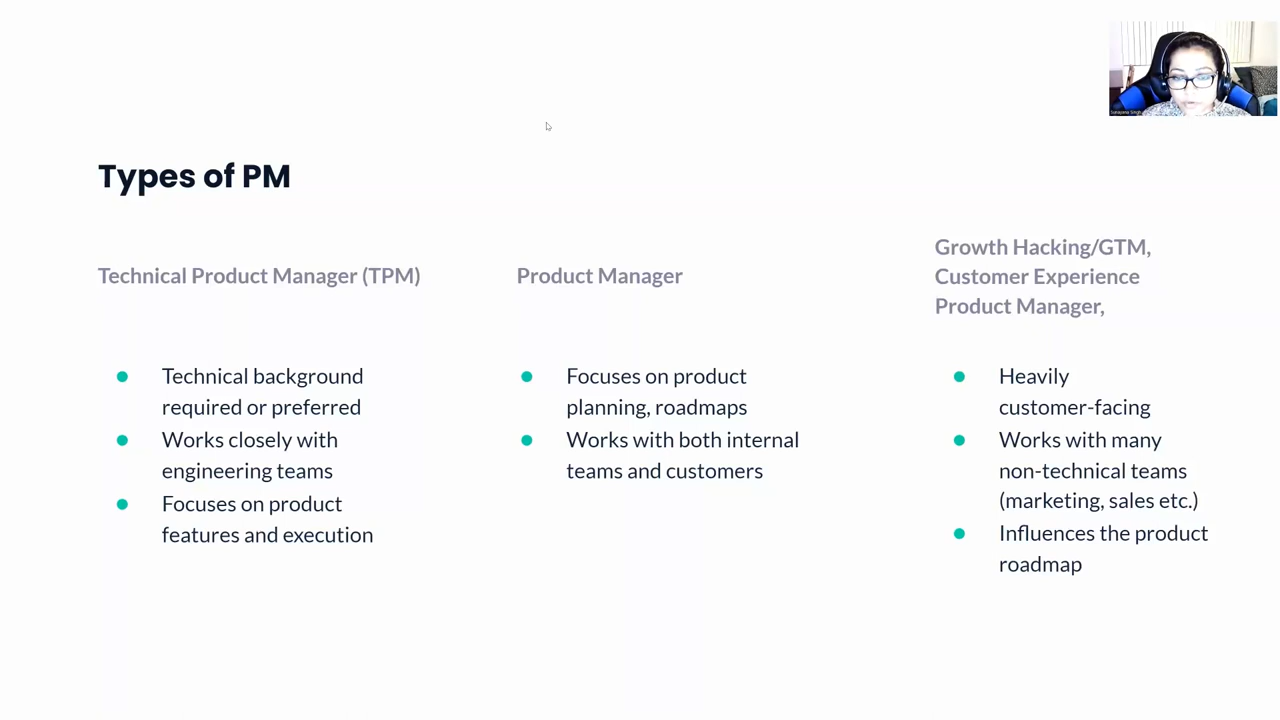 Types of PM
Technical Product Manager (TPM)
Technical background
required or preferred
Works closely with
engineering teams
Focuses on product
features and execution
Product Manager
Focuses on product
planning, roadmaps
Works with both internal
teams and customers
Growth Hacking/GTM,
Customer Experience
Product Manager,
Heavily
customer-facing
Works with many
non-technical teams
(marketing, sales etc.)
Influences the product
roadmap